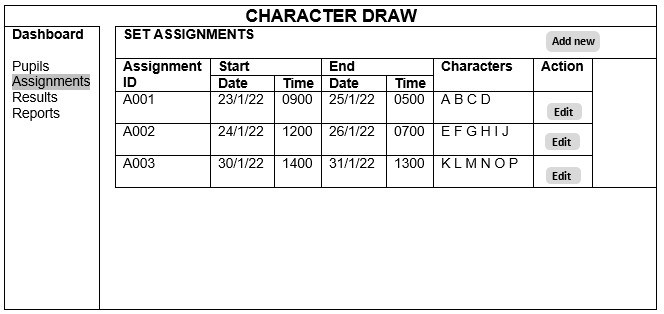 CHARACTER DRAW
Dashboard
Pupils
Assignments
Results
Reports
SET ASSIGNMENTS
Add new
Assignment ID Start Date Start Time End Date End Time Characters Action
A001 23/1/22 0900 25/1/22 0500 A B C D Edit
A002 24/1/22 1200 26/1/22 0700 E F G H I J Edit
A003 30/1/22 1400 31/1/22 1300 K L M N O P Edit